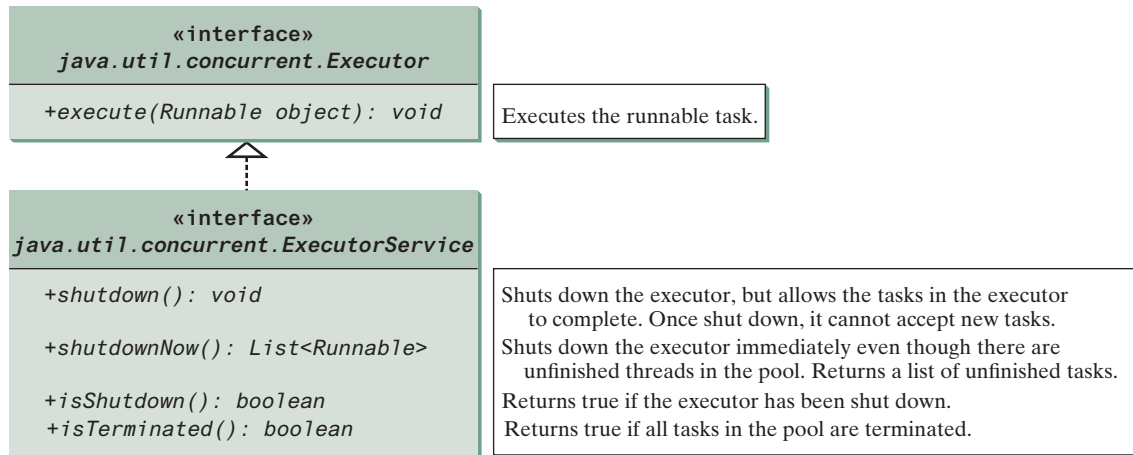 «interface»
java.util.concurrent.Executor
+execute(Runnable object): void
Executes the runnable task.
«interface»
java.util.concurrent.ExecutorService
+shutdown(): void
Shuts down the executor, but allows the tasks in the executor
to complete. Once shut down, it cannot accept new tasks.
+shutdownNow(): List<Runnable>
Shuts down the executor immediately even though there are
unfinished threads in the pool. Returns a list of unfinished tasks.
+isShutdown(): boolean
Returns true if the executor has been shut down.
+isTerminated(): boolean
Returns true if all tasks in the pool are terminated.